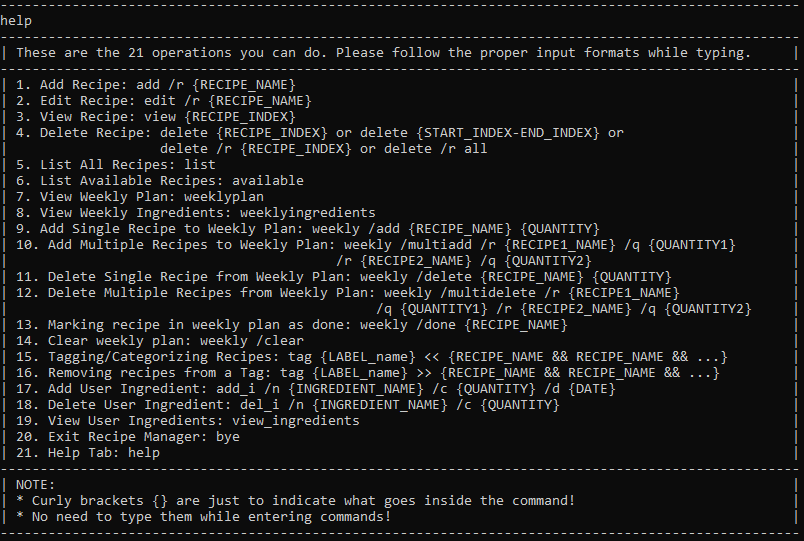 help
These are the 21 operations you can do. Please follow the proper input formats while typing.
1. Add Recipe: add /r {RECIPE_NAME}
2. Edit Recipe: edit /r {RECIPE_NAME}
3. View Recipe: view {RECIPE_INDEX}
4. Delete Recipe: delete {RECIPE_INDEX} or delete {START_INDEX-END_INDEX} or
delete /r {RECIPE_INDEX} or delete /r all
5. List All Recipes: list
6. List Available Recipes: available
7. View Weekly Plan: weeklyplan
8. View Weekly Ingredients: weeklyingredients
9. Add Single Recipe to Weekly Plan: weekly /add {RECIPE_NAME} {QUANTITY}
10. Add Multiple Recipes to Weekly Plan: weekly /multiadd /r {RECIPE1_NAME} /q {QUANTITY1}
/r {RECIPE2_NAME} /q {QUANTITY2}
11. Delete Single Recipe from Weekly Plan: weekly /delete {RECIPE_NAME} {QUANTITY}
12. Delete Multiple Recipes from Weekly Plan: weekly /multidelete /r {RECIPE1_NAME}
/q {QUANTITY1} /r {RECIPE2_NAME} /q {QUANTITY2}
13. Marking recipe in weekly plan as done: weekly /done {RECIPE_NAME}
14. Clear weekly plan: weekly /clear
15. Tagging/Categorizing Recipes: tag {LABEL_name} << {RECIPE_NAME && RECIPE_NAME && ...}
16. Removing recipes from a Tag: tag {LABEL_name} >> {RECIPE_NAME && RECIPE_NAME && ...}
17. Add User Ingredient: add_i /n {INGREDIENT_NAME} /c {QUANTITY} /d {DATE}
18. Delete User Ingredient: del_i /n {INGREDIENT_NAME} /c {QUANTITY}
19. View User Ingredients: view_ingredients
20. Exit Recipe Manager: bye
21. Help Tab: help
NOTE:
* Curly brackets {} are just to indicate what goes inside the command!
* No need to type them while entering commands!